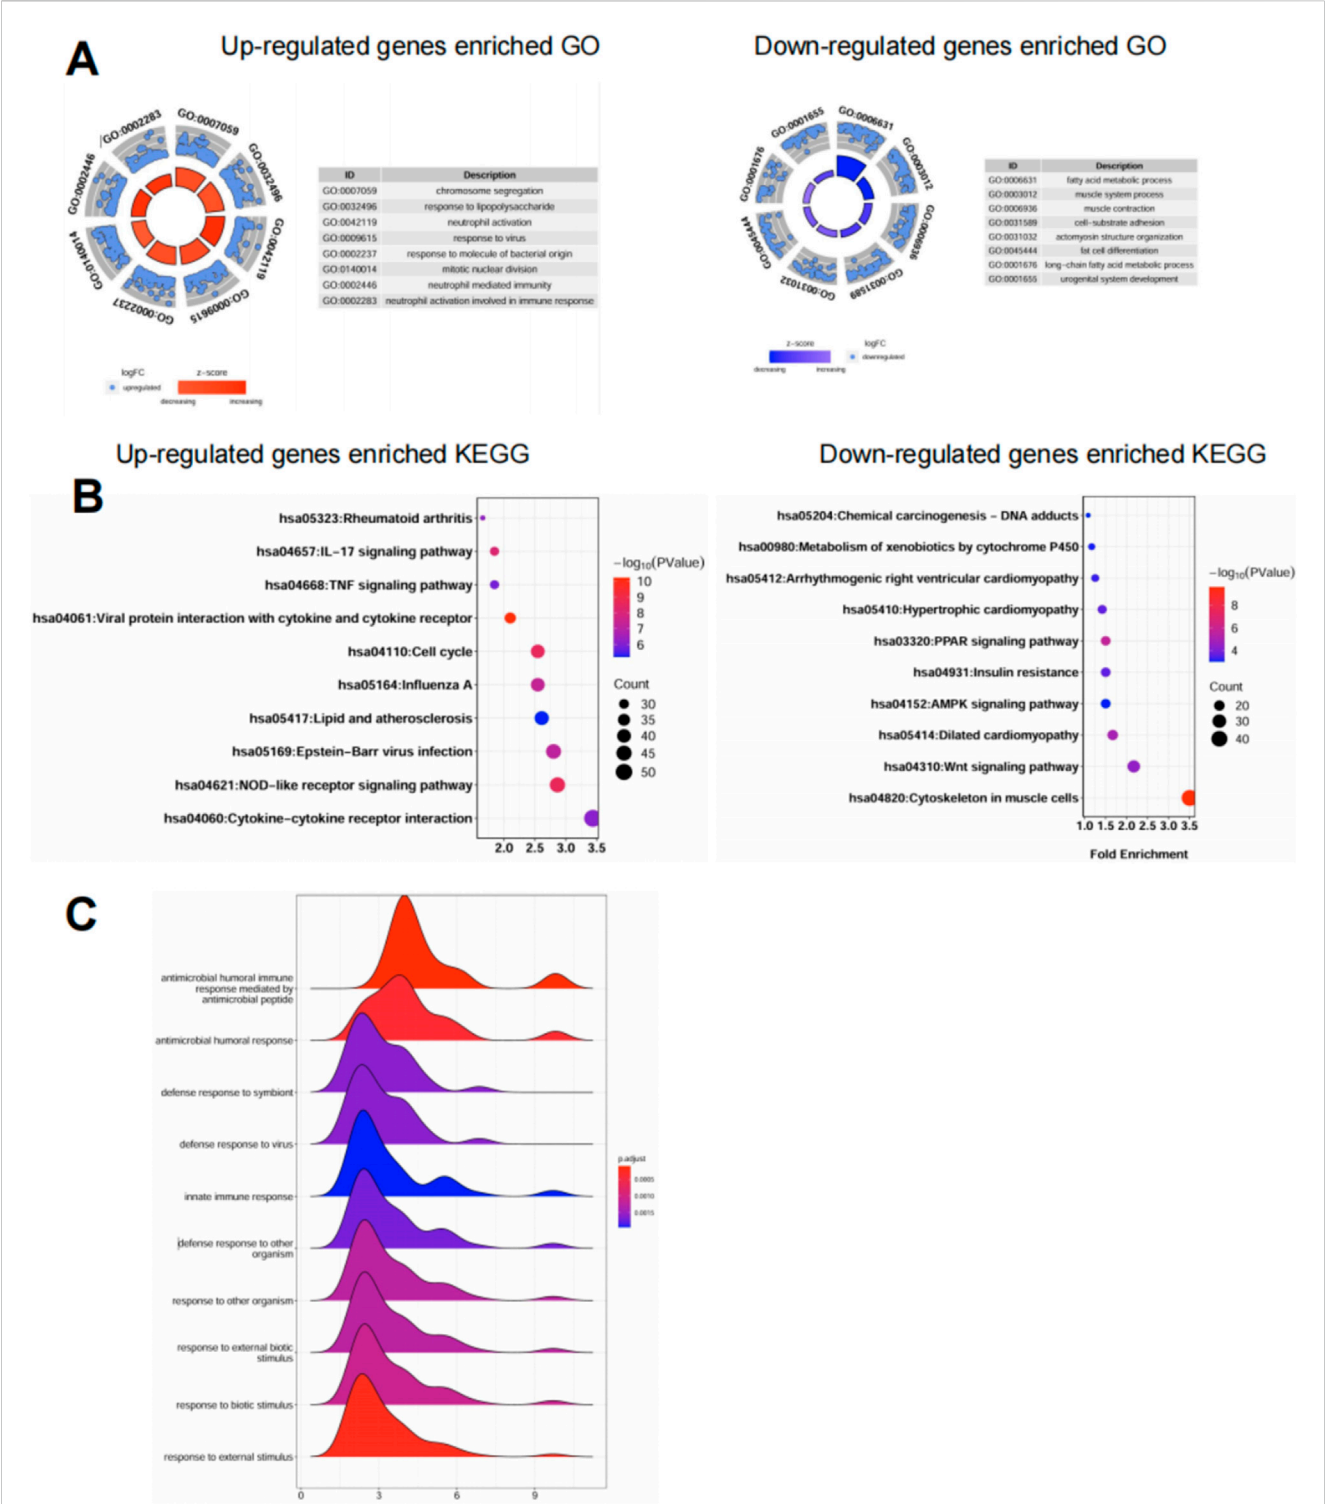 A
Up-regulated genes enriched GO
GO:0002283
GO:0007059
GO:0032496
GO:0042119
GO:0009615
GO:0002237
GO:0140014
GO:0002446
ID Description
GO:0007059 chromosome segregation
GO:0032496 response to lipopolysaccharide
GO:0042119 neutrophil activation
GO:0009615 response to virus
GO:0002237 response to molecule of bacterial origin
GO:0140014 mitotic nuclear division
GO:0002446 neutrophil mediated immunity
GO:0002283 neutrophil activation involved in immune response
logFC z-score
upregulated
decreasing increasing
Down-regulated genes enriched GO
GO:0001655
GO:0006631
GO:0003012
GO:0006936
GO:0031589
GO:0031032
GO:0045444
GO:0001676
ID Description
GO:0006631 fatty acid metabolic process
GO:0003012 muscle system process
GO:0006936 muscle contraction
GO:0031589 cell-substrate adhesion
GO:0031032 actomyosin structure organization
GO:0045444 fat cell differentiation
GO:0001676 long-chain fatty acid metabolic process
GO:0001655 urogenital system development
z-score logFC
downregulated
decreasing increasing
B
Up-regulated genes enriched KEGG
hsa05323:Rheumatoid arthritis
hsa04657:IL-17 signaling pathway
hsa04668:TNF signaling pathway
hsa04061:Viral protein interaction with cytokine and cytokine receptor
hsa04110:Cell cycle
hsa05164:Influenza A
hsa05417:Lipid and atherosclerosis
hsa05169:Epstein-Barr virus infection
hsa04621:NOD-like receptor signaling pathway
hsa04060:Cytokine-cytokine receptor interaction
2.0 2.5 3.0 3.5
-log10(PValue)
10
9
8
7
6
Count
30
35
40
45
50
Down-regulated genes enriched KEGG
hsa05204:Chemical carcinogenesis - DNA adducts
hsa00980:Metabolism of xenobiotics by cytochrome P450
hsa05412:Arrhythmogenic right ventricular cardiomyopathy
hsa05410:Hypertrophic cardiomyopathy
hsa03320:PPAR signaling pathway
hsa04931:Insulin resistance
hsa04152:AMPK signaling pathway
hsa05414:Dilated cardiomyopathy
hsa04310:Wnt signaling pathway
hsa04820:Cytoskeleton in muscle cells
1.0 1.5 2.0 2.5 3.0 3.5
Fold Enrichment
-log10(PValue)
8
6
4
Count
20
30
40
C
antimicrobial humoral immune
response mediated by
antimicrobial peptide
antimicrobial humoral response
defense response to symbiont
defense response to virus
innate immune response
defense response to other
organism
response to other organism
response to external biotic
stimulus
response to biotic stimulus
response to external stimulus
0 3 6 9
p.adjust
0.0005
0.0010
0.0015